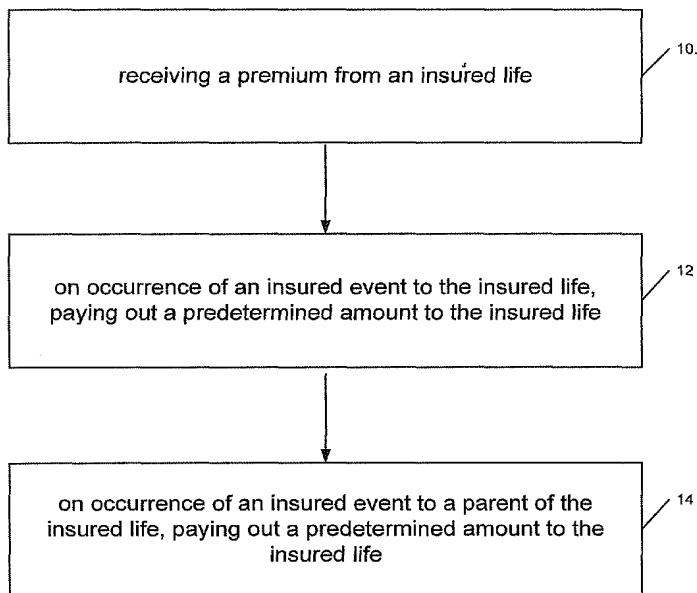 receiving a premium from an insured life
10.
on occurrence of an insured event to the insured life,
paying out a predetermined amount to the insured life
12
on occurrence of an insured event to a parent of the
insured life, paying out a predetermined amount to the
insured life
14